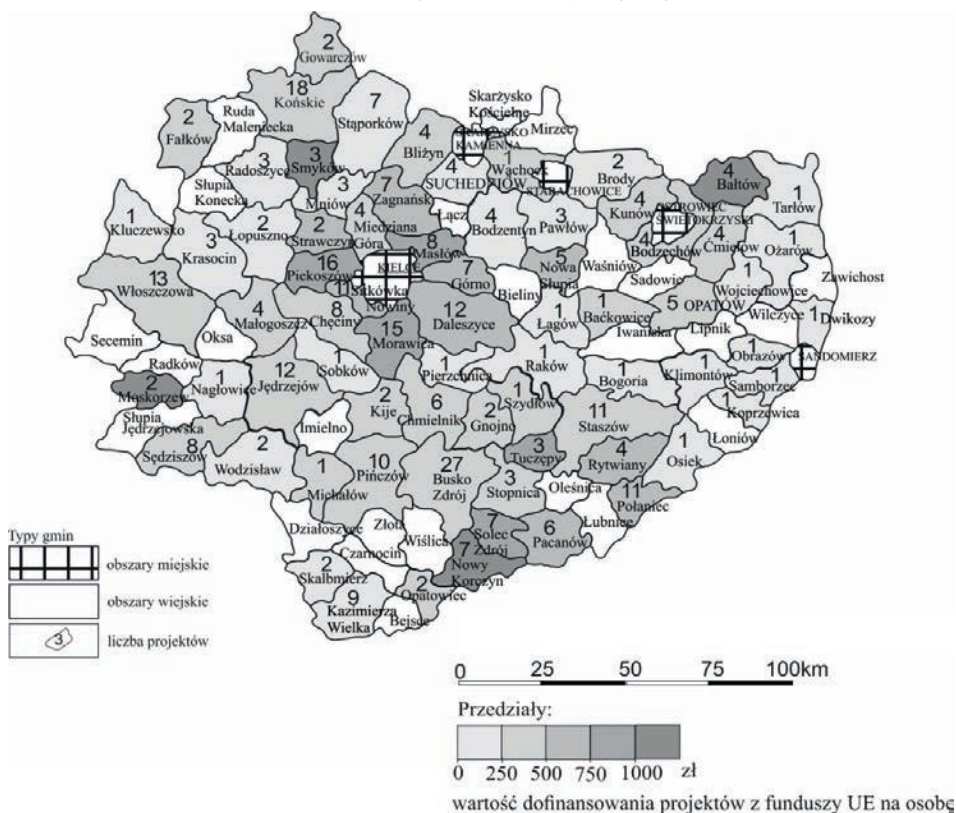 2
Gowarczów
18
Końskie
7
Stąporków
2
Fałków
Ruda
Maleniecka
3
Radoszyce
3
Smyków
Słupia
Konecka
4
Bliżyn
Skarżysko
Kościelne
SKARŻYSKO
KAMIENNA
Mirzec
1
Wąchock
4
SUCHEDNIÓW
STARACHOWICE
2
Brody
4
Bałtów
1
Tarłów
3
Mniów
7
Zagnańsk
4
Miedziana
Góra
Łącz
4
Bodzentyn
3
Pawłów
4
Kunów
OSTROWIEC
ŚWIĘTOKRZYSKI
4
Bodzechów
4
Ćmielów
1
Ożarów
1
Kluczewsko
3
Krasocin
2
Łopuszno
2
Strawczyn
16
Piekoszów
KIELCE
8
Masłów
7
Górno
Bieliny
5
Nowa
Słupia
Waśniów
Sadowie
1
Wojciechowice
Zawichost
13
Włoszczowa
4
Małogoszcz
11
Sitkówka
Nowiny
8
Chęciny
15
Morawica
12
Daleszyce
1
Łagów
1
Baćkowice
5
OPATÓW
Iwaniska
Lipnik
Wilczyce
1
Dwikozy
Secemin
Oksa
Radków
2
Moskorzew
1
Nagłowice
12
Jędrzejów
1
Sobków
1
Pierzchnica
1
Raków
1
Bogoria
1
Klimontów
1
Obrazów
1
SANDOMIERZ
1
Samborzec
1
Koprzywica
Łoniów
Słupia
Jędrzejowska
8
Sędziszów
2
Wodzisław
Imielno
2
Kije
6
Chmielnik
2
Gnojno
1
Szydłów
11
Staszów
1
Osiek
3
Tuczępy
4
Rytwiany
11
Połaniec
1
Michałów
10
Pińczów
27
Busko
Zdrój
3
Stopnica
Oleśnica
Łubnice
Działoszyce
Złota
Czarnocin
Wiślica
7
Solec
Zdrój
6
Pacanów
7
Nowy
Korczyn
2
Skalbmierz
9
Kazimierza
Wielka
2
Opatowiec
Bejsce
Typy gmin
obszary miejskie
obszary wiejskie
3 liczba projektów
0 25 50 75 100km
Przedziały:
0 250 500 750 1000 zł
wartość dofinansowania projektów z funduszy UE na osobę